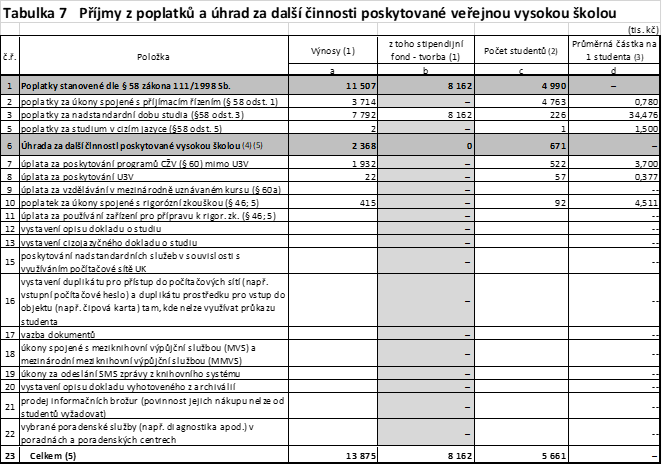 Tabulka 7 Příjmy z poplatků a úhrad za další činnosti poskytované veřejnou vysokou školou
(tis. kč)
č.ř. Položka Výnosy (1) z toho stipendijní fond - tvorba (1) Počet studentů (2) Průměrná částka na 1 studenta (3)
a b c d
1 Poplatky stanovené dle § 58 zákona 111/1998 Sb. 11 507 8 162 4 990 –
2 poplatky za úkony spojené s příjímacím řízením (§ 58 odst. 1) 3 714 – 4 763 0,780
3 poplatky za nadstandardní dobu studia (§58 odst. 3) 7 792 8 162 226 34,476
5 poplatky za studium v cizím jazyce (§58 odst. 5) 2 – 1 1,500
6 Úhrada za další činnosti poskytované vysokou školou (4) (5) 2 368 0 671 –
7 úplata za poskytování programů CŽV (§ 60) mimo U3V 1 932 – 522 3,700
8 úplata za poskytování U3V 22 – 57 0,377
9 úplata za vzdělávání v mezinárodně uznávaném kursu (§ 60a) – --
10 poplatek za úkony spojené s rigorózní zkouškou (§ 46; 5) 415 – 92 4,511
11 úplata za používání zařízení pro přípravu k rigor. zk. (§ 46; 5) – --
12 vystavení opisu dokladu o studiu – --
13 vystavení cizojazyčného dokladu o studiu – --
15 poskytování nadstandardních služeb v souvislosti s
využíváním počítačové sítě UK – --
16 vystavení duplikátu pro přístup do počítačových sítí (např.
vstupní počítačové heslo) a duplikátu prostředku pro vstup do
objektu (např. čipová karta) tam, kde nelze využívat průkazu
studenta – --
17 vazba dokumentů – --
18 úkony spojené s meziknihovní výpůjční službou (MVS) a
mezinárodní meziknihovní výpůjční službou (MMVS) – --
19 úkony za odeslání SMS zprávy z knihovního systému – --
20 vystavení opisu dokladu vyhotoveného z archiválií – --
21 prodej informačních brožur (povinnost jejich nákupu nelze od
studentů vyžadovat) – --
22 vybrané poradenské služby (např. diagnostika apod.) v
poradnách a poradenských centrech – --
23 Celkem (5) 13 875 8 162 5 661 –